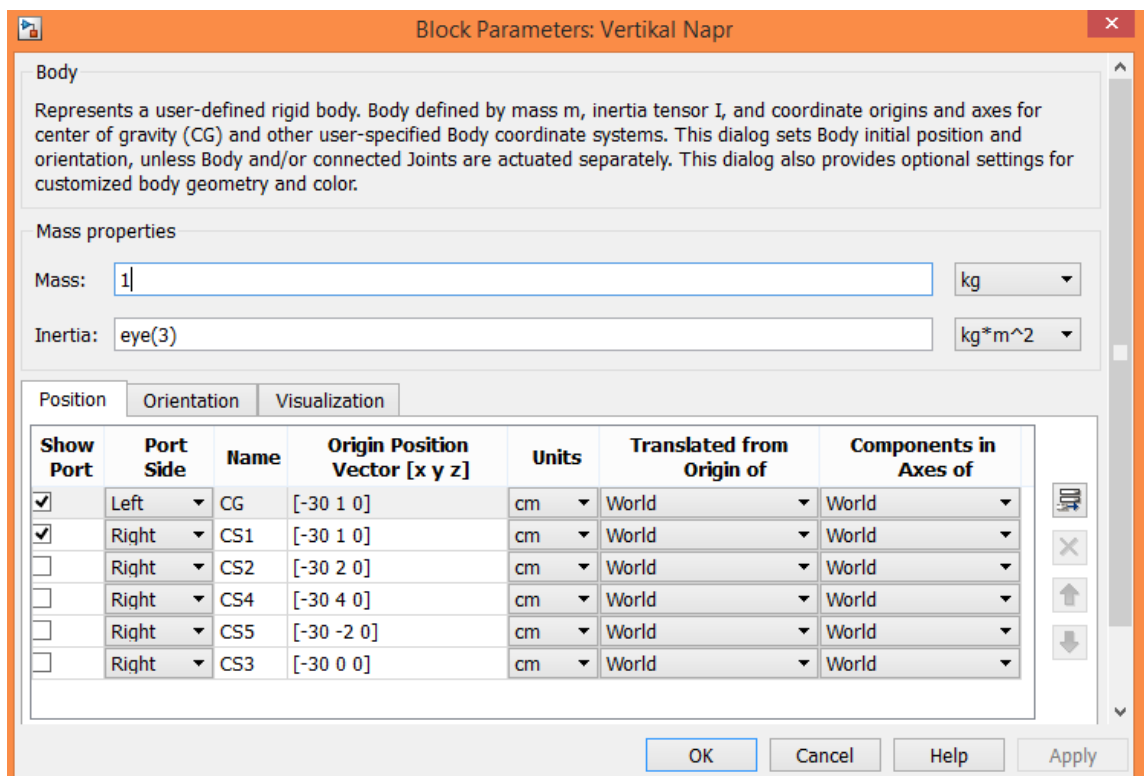 Block Parameters: Vertikal Napr
Body
Represents a user-defined rigid body. Body defined by mass m, inertia tensor I, and coordinate origins and axes for
center of gravity (CG) and other user-specified Body coordinate systems. This dialog sets Body initial position and
orientation, unless Body and/or connected Joints are actuated separately. This dialog also provides optional settings for
customized body geometry and color.
Mass properties
Mass: 1 kg
Inertia: eye(3) kg*m^2
Position Orientation Visualization
Show Port Name Origin Position Units Translated from Components in
Port Side Vector [x y z] Origin of Axes of
Left CG [-30 1 0] cm World World
Right CS1 [-30 1 0] cm World World
Right CS2 [-30 2 0] cm World World
Right CS4 [-30 4 0] cm World World
Right CS5 [-30 -2 0] cm World World
Right CS3 [-30 0 0] cm World World
OK Cancel Help Apply